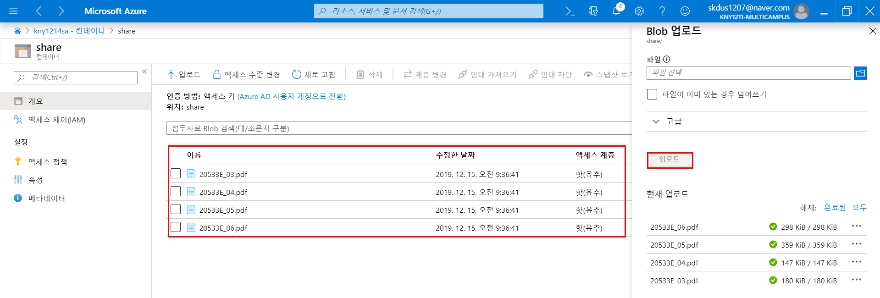 Microsoft Azure
리소스, 서비스 및 문서 검색(G+/)
4
skdus1207@naver.com
KNY1211-MULTICAMPUS
홈 > kny1214sa - 컨테이너 > share
share
컨테이너
검색(Ctrl+/)
개요
액세스 제어(IAM)
설정
액세스 정책
속성
메타데이터
업로드
액세스 수준 변경
새로 고침
삭제
계층 변경
임대 가져오기
임대 차단
스냅샷 보기
인증 방법: 액세스 키 (Azure AD 사용자 계정으로 전환)
위치: share
접두사로 Blob 검색(대/소문자 구분)
이름 수정한 날짜 액세스 계층
20533E_03.pdf 2019. 12. 15. 오전 9:36:41 핫(유추)
20533E_04.pdf 2019. 12. 15. 오전 9:36:41 핫(유추)
20533E_05.pdf 2019. 12. 15. 오전 9:36:41 핫(유추)
20533E_06.pdf 2019. 12. 15. 오전 9:36:41 핫(유추)
Blob 업로드
share/
파일
파일 선택
파일이 이미 있는 경우 덮어쓰기
고급
업로드
현재 업로드
해제: 완료됨 모두
20533E_06.pdf 298 KiB / 298 KiB
20533E_05.pdf 359 KiB / 359 KiB
20533E_04.pdf 147 KiB / 147 KiB
20533E_03.pdf 180 KiB / 180 KiB